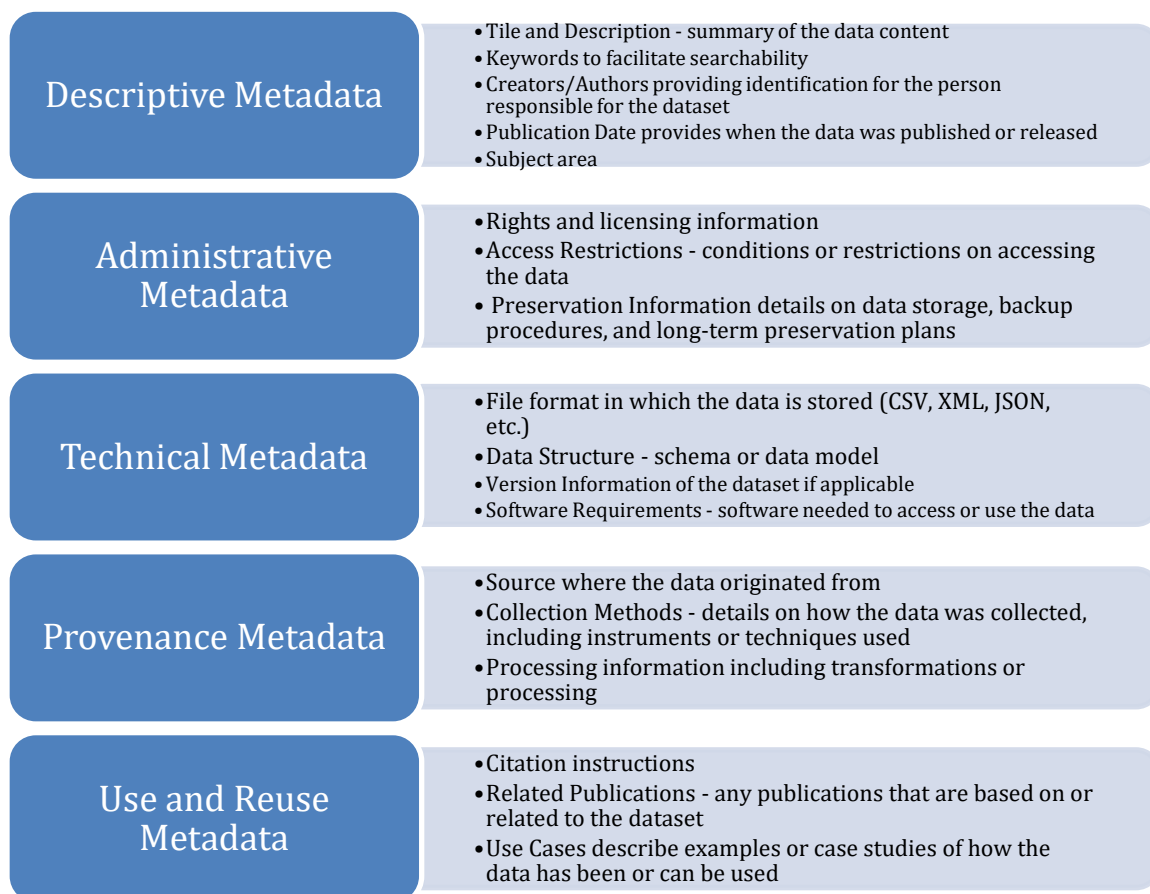 Descriptive Metadata
•Tile and Description - summary of the data content
•Keywords to facilitate searchability
•Creators/Authors providing identification for the person
responsible for the dataset
•Publication Date provides when the data was published or released
•Subject area
Administrative
Metadata
•Rights and licensing information
•Access Restrictions - conditions or restrictions on accessing
the data
• Preservation Information details on data storage, backup
procedures, and long-term preservation plans
Technical Metadata
•File format in which the data is stored (CSV, XML, JSON,
etc.)
•Data Structure - schema or data model
•Version Information of the dataset if applicable
•Software Requirements - software needed to access or use the data
Provenance Metadata
•Source where the data originated from
•Collection Methods - details on how the data was collected,
including instruments or techniques used
•Processing information including transformations or
processing
Use and Reuse
Metadata
•Citation instructions
•Related Publications - any publications that are based on or
related to the dataset
•Use Cases describe examples or case studies of how the
data has been or can be used